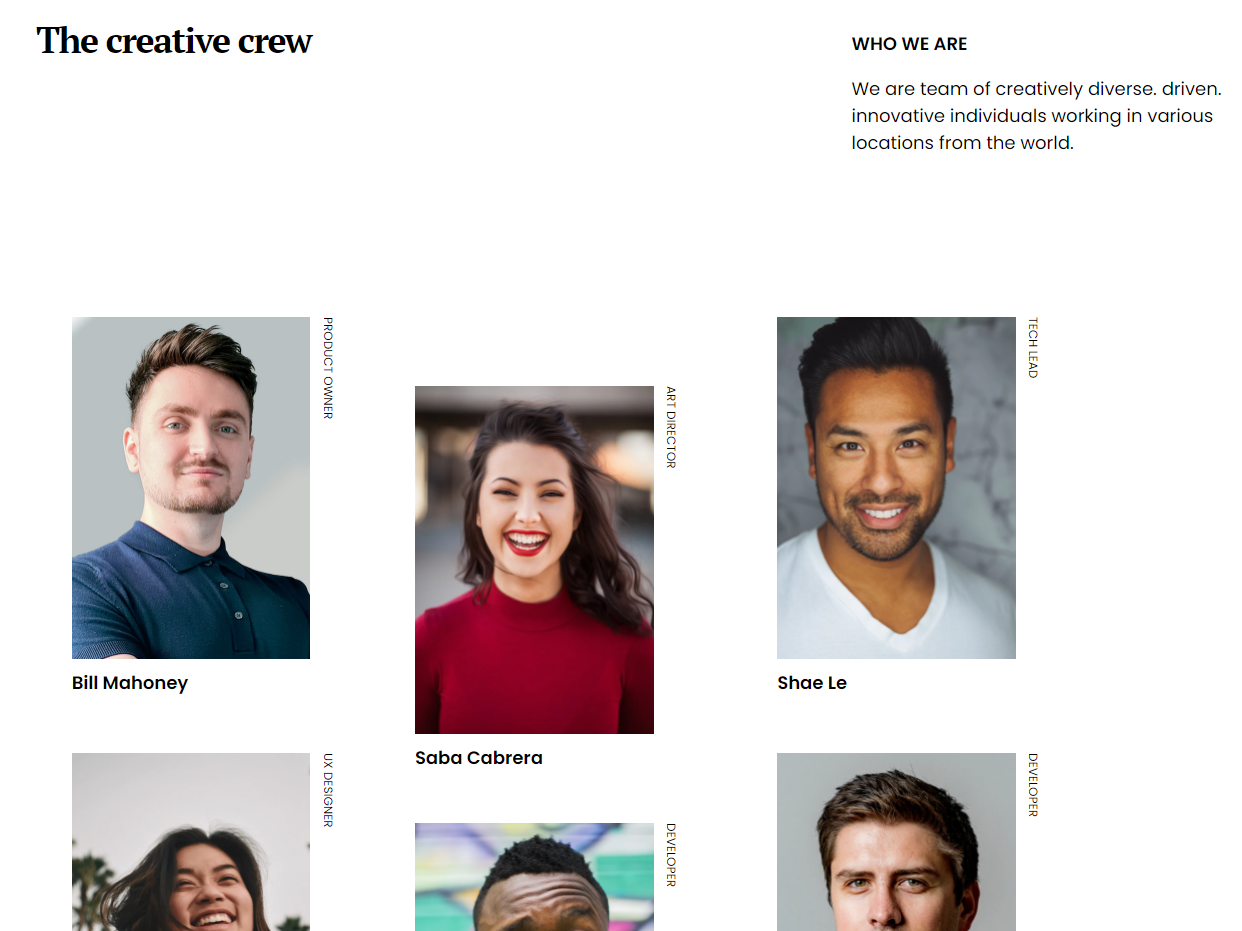 The creative crew
WHO WE ARE
We are team of creatively diverse. driven.
innovative individuals working in various
locations from the world.
PRODUCT OWNER
Bill Mahoney
ART DIRECTOR
Saba Cabrera
TECH LEAD
Shae Le
UX DESIGNER
DEVELOPER
DEVELOPER